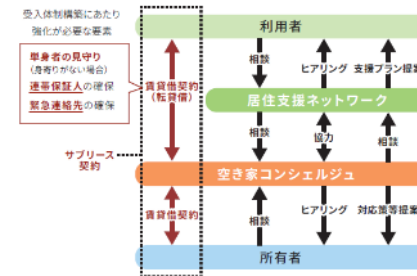 受入体制構築にあたり
強化が必要な要素
単身者の見守り
(身寄りがない場合)
連帯保証人の確保
緊急連絡先の確保
サブリース
契約
利用者
賃貸借契約
(転貸借)
相談
ヒアリング
支援プラン提案
居住支援ネットワーク
相談
協力
相談
空き家コンシェルジュ
賃貸借契約
相談
ヒアリング
対応策等提案
所有者